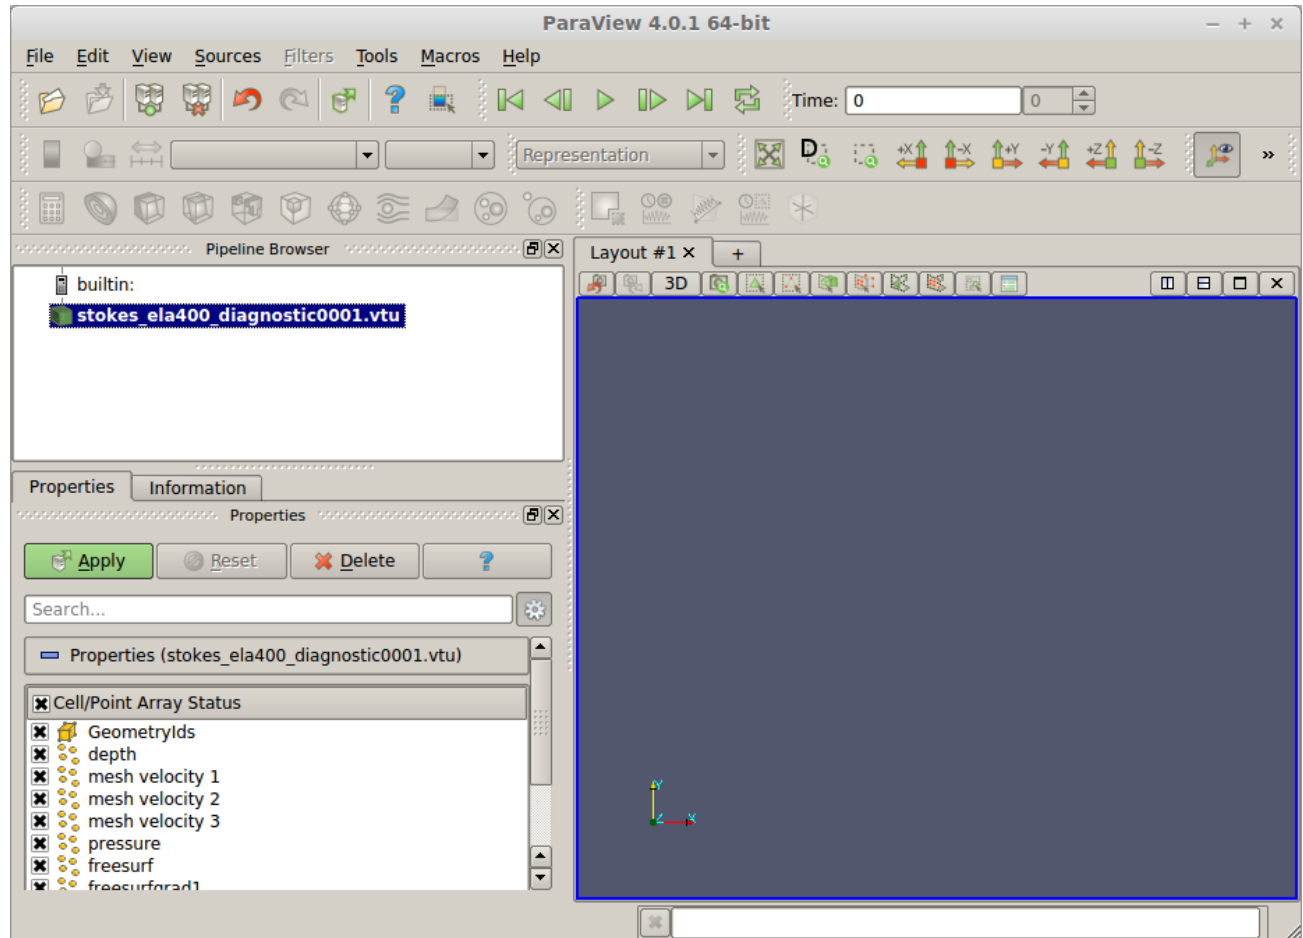 ParaView 4.0.1 64-bit
File Edit View Sources Filters Tools Macros Help
Time: 0 0
Representation D +X -X +Y -Y +Z -Z »
Pipeline Browser
Layout #1 +
builtin:
3D
stokes_ela400_diagnostic0001.vtu
Properties Information
Properties
Apply Reset Delete ?
Search...
Properties (stokes_ela400_diagnostic0001.vtu)
Cell/Point Array Status
GeometryIds
depth
mesh velocity 1
mesh velocity 2
mesh velocity 3
pressure
freesurf
freesurfgrad1
Y
Z X